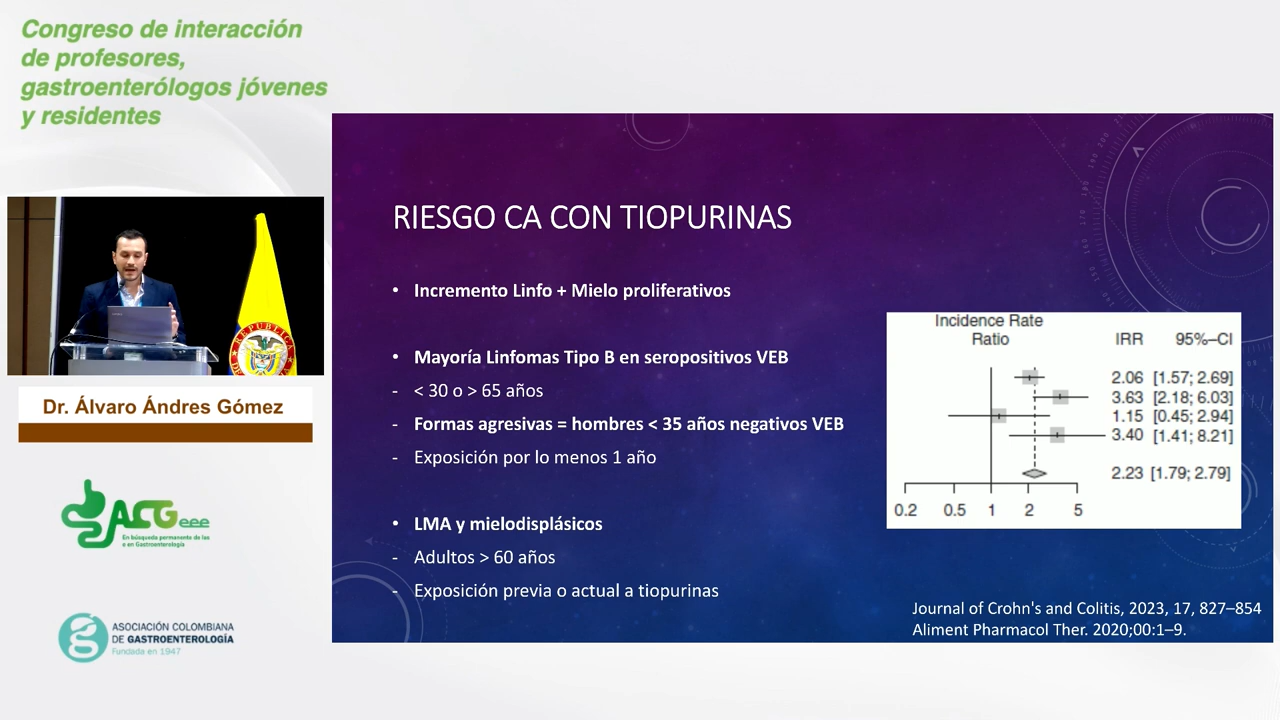 Congreso de interacción
de profesores,
gastroenterólogos jóvenes
y residentes
REPUBLICA
Dr. Álvaro Ándres Gómez
ACGeee
En búsqueda permanente de las
e en Gastroenterología
ASOCIACIÓN COLOMBIANA
DE GASTROENTEROLOGÍA
Fundada en 1947
RIESGO CA CON TIOPURINAS
• Incremento Linfo + Mielo proliferativos
• Mayoría Linfomas Tipo B en seropositivos VEB
- < 30 o > 65 años
- Formas agresivas = hombres < 35 años negativos VEB
- Exposición por lo menos 1 año
• LMA y mielodisplásicos
- Adultos > 60 años
- Exposición previa o actual a tiopurinas
Incidence Rate
Ratio IRR 95%–CI
2.06 [1.57; 2.69]
3.63 [2.18; 6.03]
1.15 [0.45; 2.94]
3.40 [1.41; 8.21]
2.23 [1.79; 2.79]
0.2 0.5 1 2 5
Journal of Crohn's and Colitis, 2023, 17, 827–854
Aliment Pharmacol Ther. 2020;00:1–9.